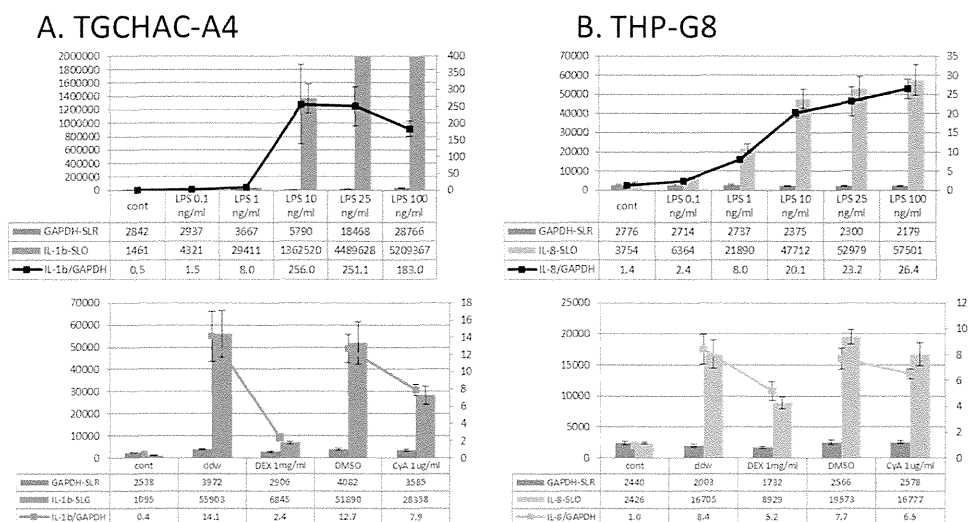 A. TGCHAC-A4
B. THP-G8
2000000 400
1800000 350
1600000
1400000 300
1200000 250
1000000 200
800000 150
600000
400000 100
200000 50
0 0
cont LPS 0.1 ng/ml LPS 1 ng/ml LPS 10 ng/ml LPS 25 ng/ml LPS 100 ng/ml
GAPDH-SLR 2842 2937 3667 5790 18468 28766
IL-1b-SLO 1461 4321 29411 1362520 4489628 5209367
IL-1b/GAPDH 0.5 1.5 8.0 256.0 251.1 183.0
70000 35
60000 30
50000 25
40000 20
30000 15
20000 10
10000 5
0 0
cont LPS 0.1 ng/ml LPS 1 ng/ml LPS 10 ng/ml LPS 25 ng/ml LPS 100 ng/ml
GAPDH-SLR 2776 2714 2737 2375 2300 2179
IL-8-SLO 3754 6364 21890 47712 52979 57501
IL-8/GAPDH 1.4 2.4 8.0 20.1 23.2 26.4
70000 18
60000 16
50000 14
40000 12
30000 10
20000 8
10000 6
0 4
2
0
cont ddw DEX 1mg/ml DMSO CyA 1ug/ml
GAPDH-SLR 2538 3972 2906 4082 3585
IL-1b-SLG 1095 55903 6845 51890 28358
IL-1b/GAPDH 0.4 14.1 2.4 12.7 7.9
25000 12
20000 10
15000 8
10000 6
5000 4
0 2
0
cont ddw DEX 1mg/ml DMSO CyA 1ug/ml
GAPDH-SLR 2440 2003 1732 2566 2578
IL-8-SLO 2426 16705 8929 19573 16777
IL-8/GAPDH 1.0 8.4 5.2 7.7 6.5